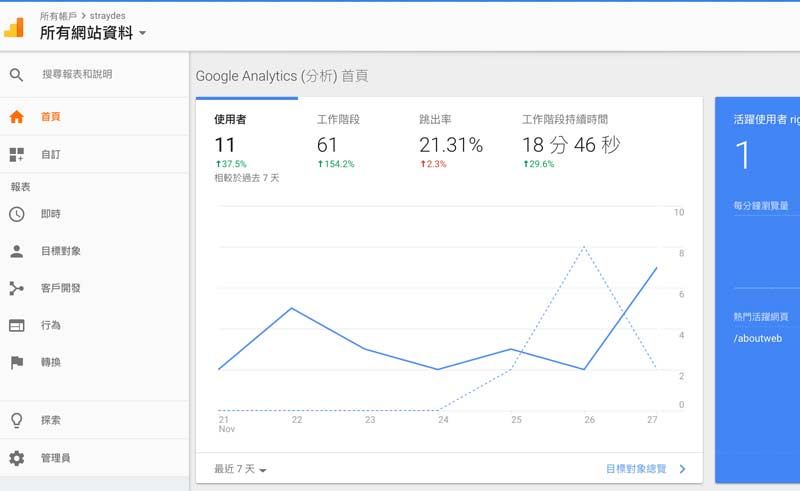 所有帳戶 > straydes
所有網站資料
搜尋報表和說明
首頁
自訂
報表
即時
目標對象
客戶開發
行為
轉換
探索
管理員
Google Analytics (分析) 首頁
使用者
11
37.5%
相較於過去 7 天
工作階段
61
154.2%
跳出率
21.31%
2.3%
工作階段持續時間
18 分 46 秒
29.6%
10
8
6
4
2
0
21
Nov
22
23
24
25
26
27
最近 7 天
目標對象總覽
活躍使用者 rig
1
每分鐘瀏覽量
熱門活躍網頁
/aboutweb